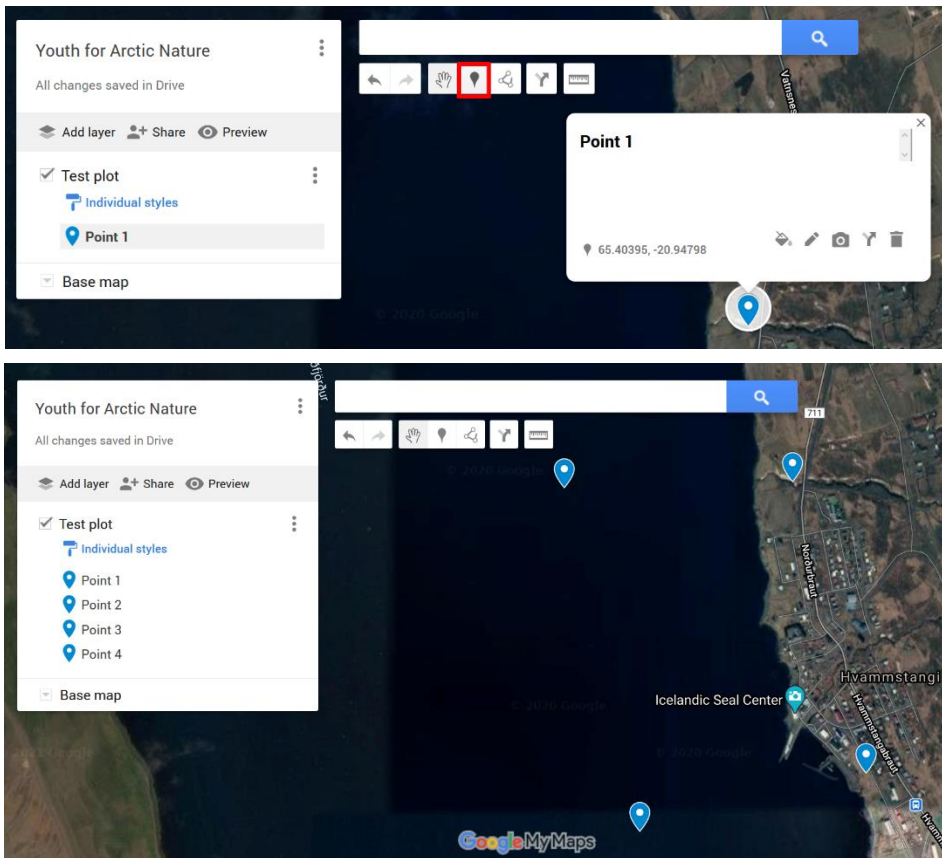 Youth for Arctic Nature
All changes saved in Drive
Add layer Share Preview
Test plot
Individual styles
Point 1
Base map
Vatnsnes
Point 1
65.40395, -20.94798
© 2020 Google
Youth for Arctic Nature
All changes saved in Drive
Add layer Share Preview
Test plot
Individual styles
Point 1
Point 2
Point 3
Point 4
Base map
711
© 2020 Google
Norðurbraut
Hvammstangi
Icelandic Seal Center
© 2020 Google
Hvammstangabraut
© 2020 Google
Google My Maps